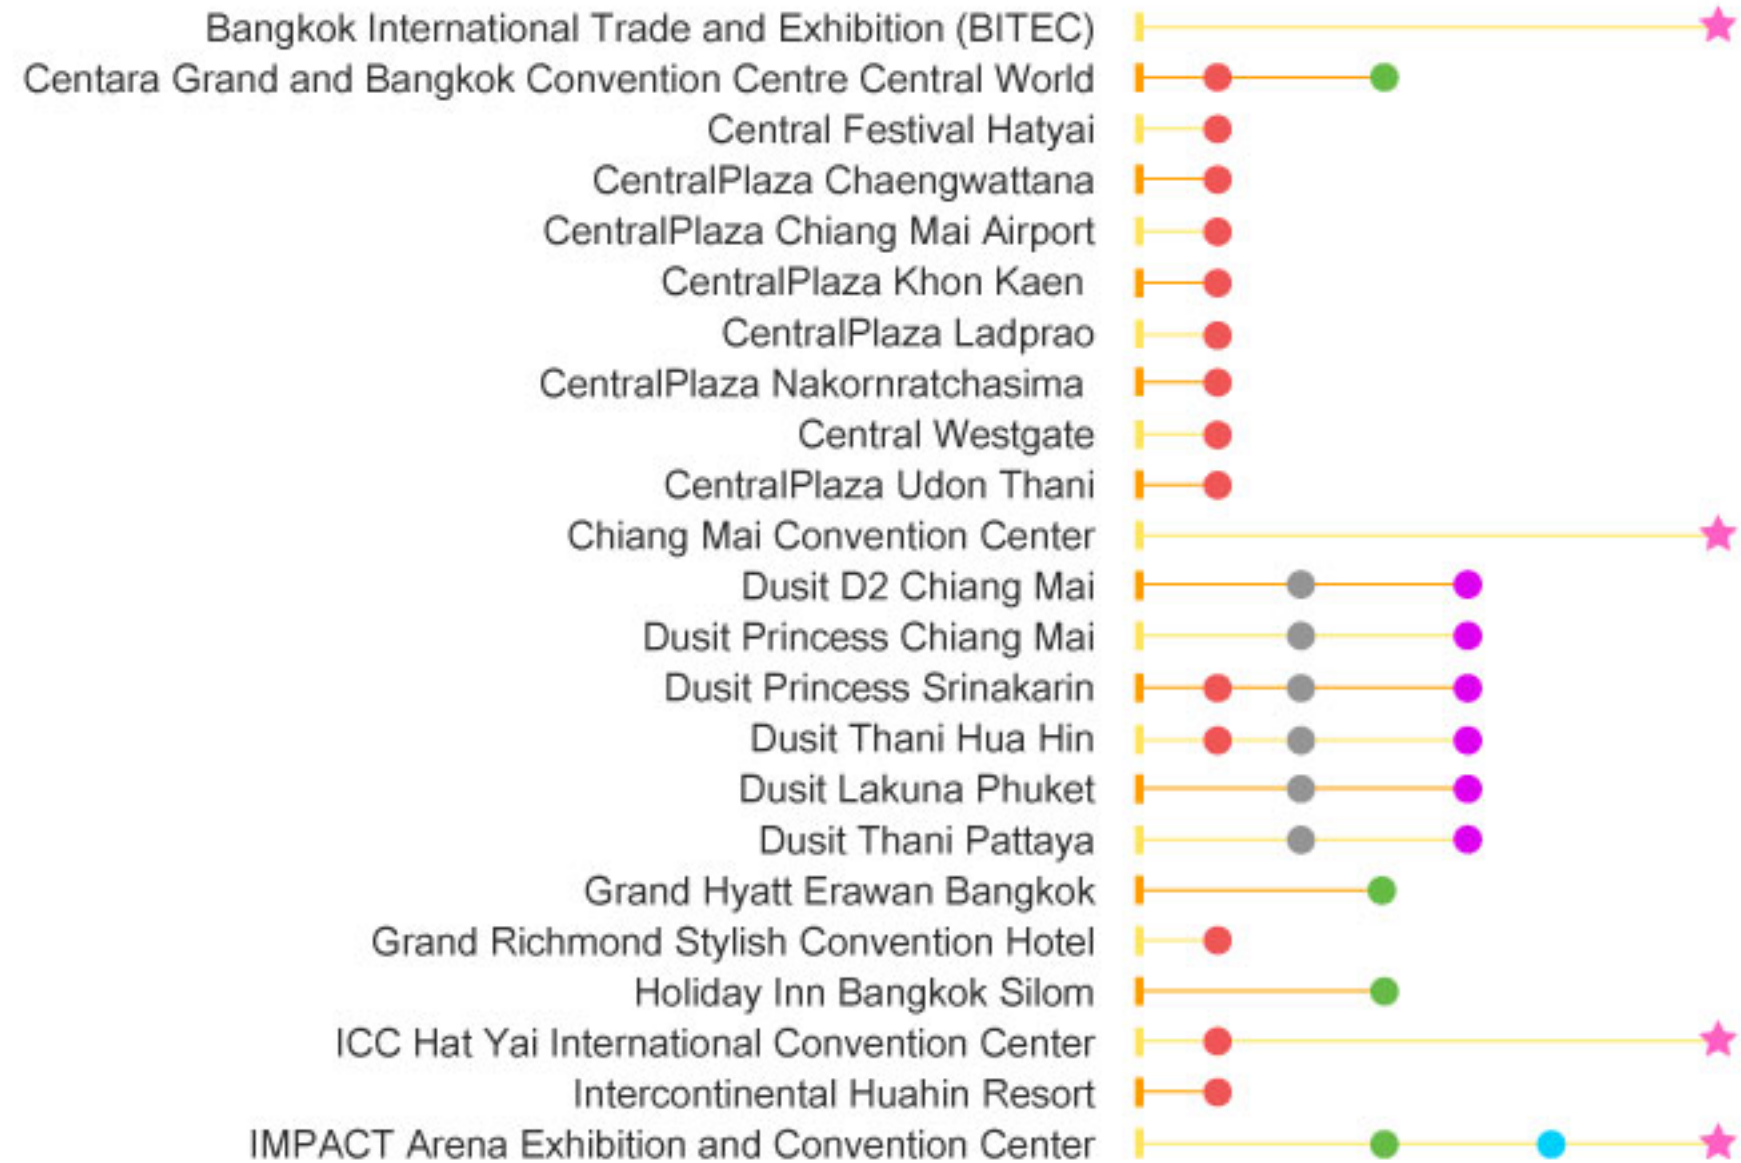 Bangkok International Trade and Exhibition (BITEC)
Centara Grand and Bangkok Convention Centre Central World
Central Festival Hatyai
CentralPlaza Chaengwattana
CentralPlaza Chiang Mai Airport
CentralPlaza Khon Kaen
CentralPlaza Ladprao
CentralPlaza Nakornratchasima
Central Westgate
CentralPlaza Udon Thani
Chiang Mai Convention Center
Dusit D2 Chiang Mai
Dusit Princess Chiang Mai
Dusit Princess Srinakarin
Dusit Thani Hua Hin
Dusit Lakuna Phuket
Dusit Thani Pattaya
Grand Hyatt Erawan Bangkok
Grand Richmond Stylish Convention Hotel
Holiday Inn Bangkok Silom
ICC Hat Yai International Convention Center
Intercontinental Huahin Resort
IMPACT Arena Exhibition and Convention Center